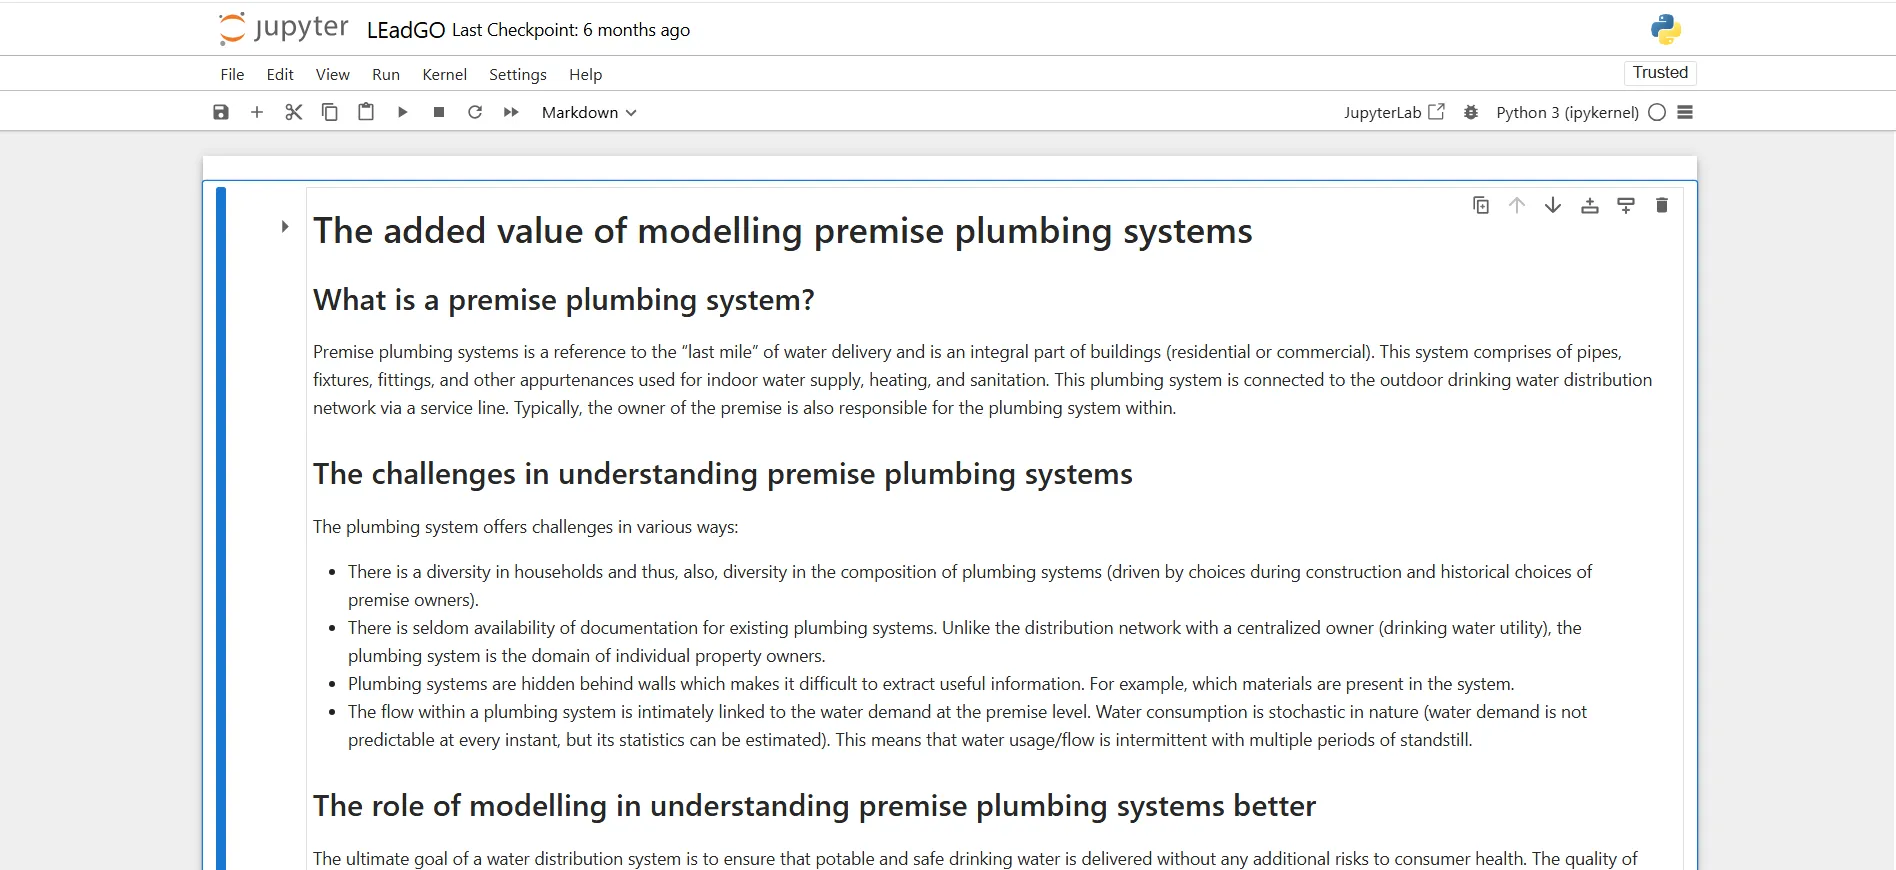 jupyter LEadGO Last Checkpoint: 6 months ago
File Edit View Run Kernel Settings Help Trusted
Markdown JupyterLab Python 3 (ipykernel)
The added value of modelling premise plumbing systems
What is a premise plumbing system?
Premise plumbing systems is a reference to the “last mile” of water delivery and is an integral part of buildings (residential or commercial). This system comprises of pipes,
fixtures, fittings, and other appurtenances used for indoor water supply, heating, and sanitation. This plumbing system is connected to the outdoor drinking water distribution
network via a service line. Typically, the owner of the premise is also responsible for the plumbing system within.
The challenges in understanding premise plumbing systems
The plumbing system offers challenges in various ways:
• There is a diversity in households and thus, also, diversity in the composition of plumbing systems (driven by choices during construction and historical choices of
premise owners).
• There is seldom availability of documentation for existing plumbing systems. Unlike the distribution network with a centralized owner (drinking water utility), the
plumbing system is the domain of individual property owners.
• Plumbing systems are hidden behind walls which makes it difficult to extract useful information. For example, which materials are present in the system.
• The flow within a plumbing system is intimately linked to the water demand at the premise level. Water consumption is stochastic in nature (water demand is not
predictable at every instant, but its statistics can be estimated). This means that water usage/flow is intermittent with multiple periods of standstill.
The role of modelling in understanding premise plumbing systems better
The ultimate goal of a water distribution system is to ensure that potable and safe drinking water is delivered without any additional risks to consumer health. The quality of